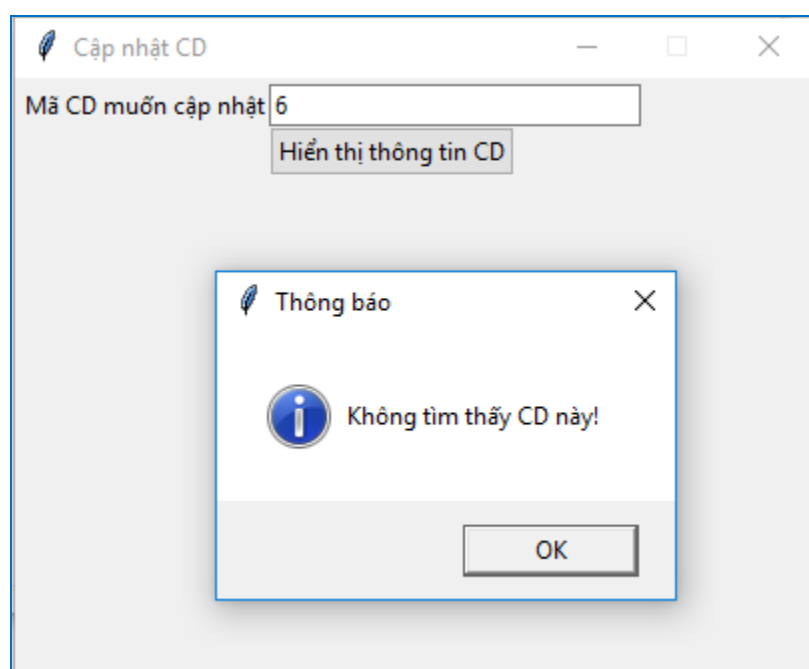 Cập nhật CD
Mã CD muốn cập nhật 6
Hiển thị thông tin CD
Thông báo
Không tìm thấy CD này!
OK